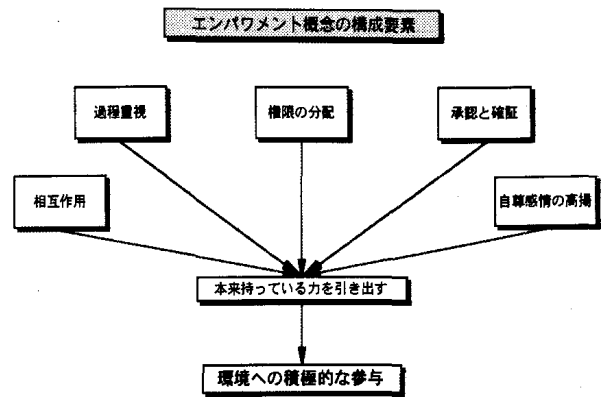 エンパワメント概念の構成要素
過程重視
権限の分配
承認と確証
相互作用
自尊感情の高揚
本来持っている力を引き出す
環境への積極的な参与